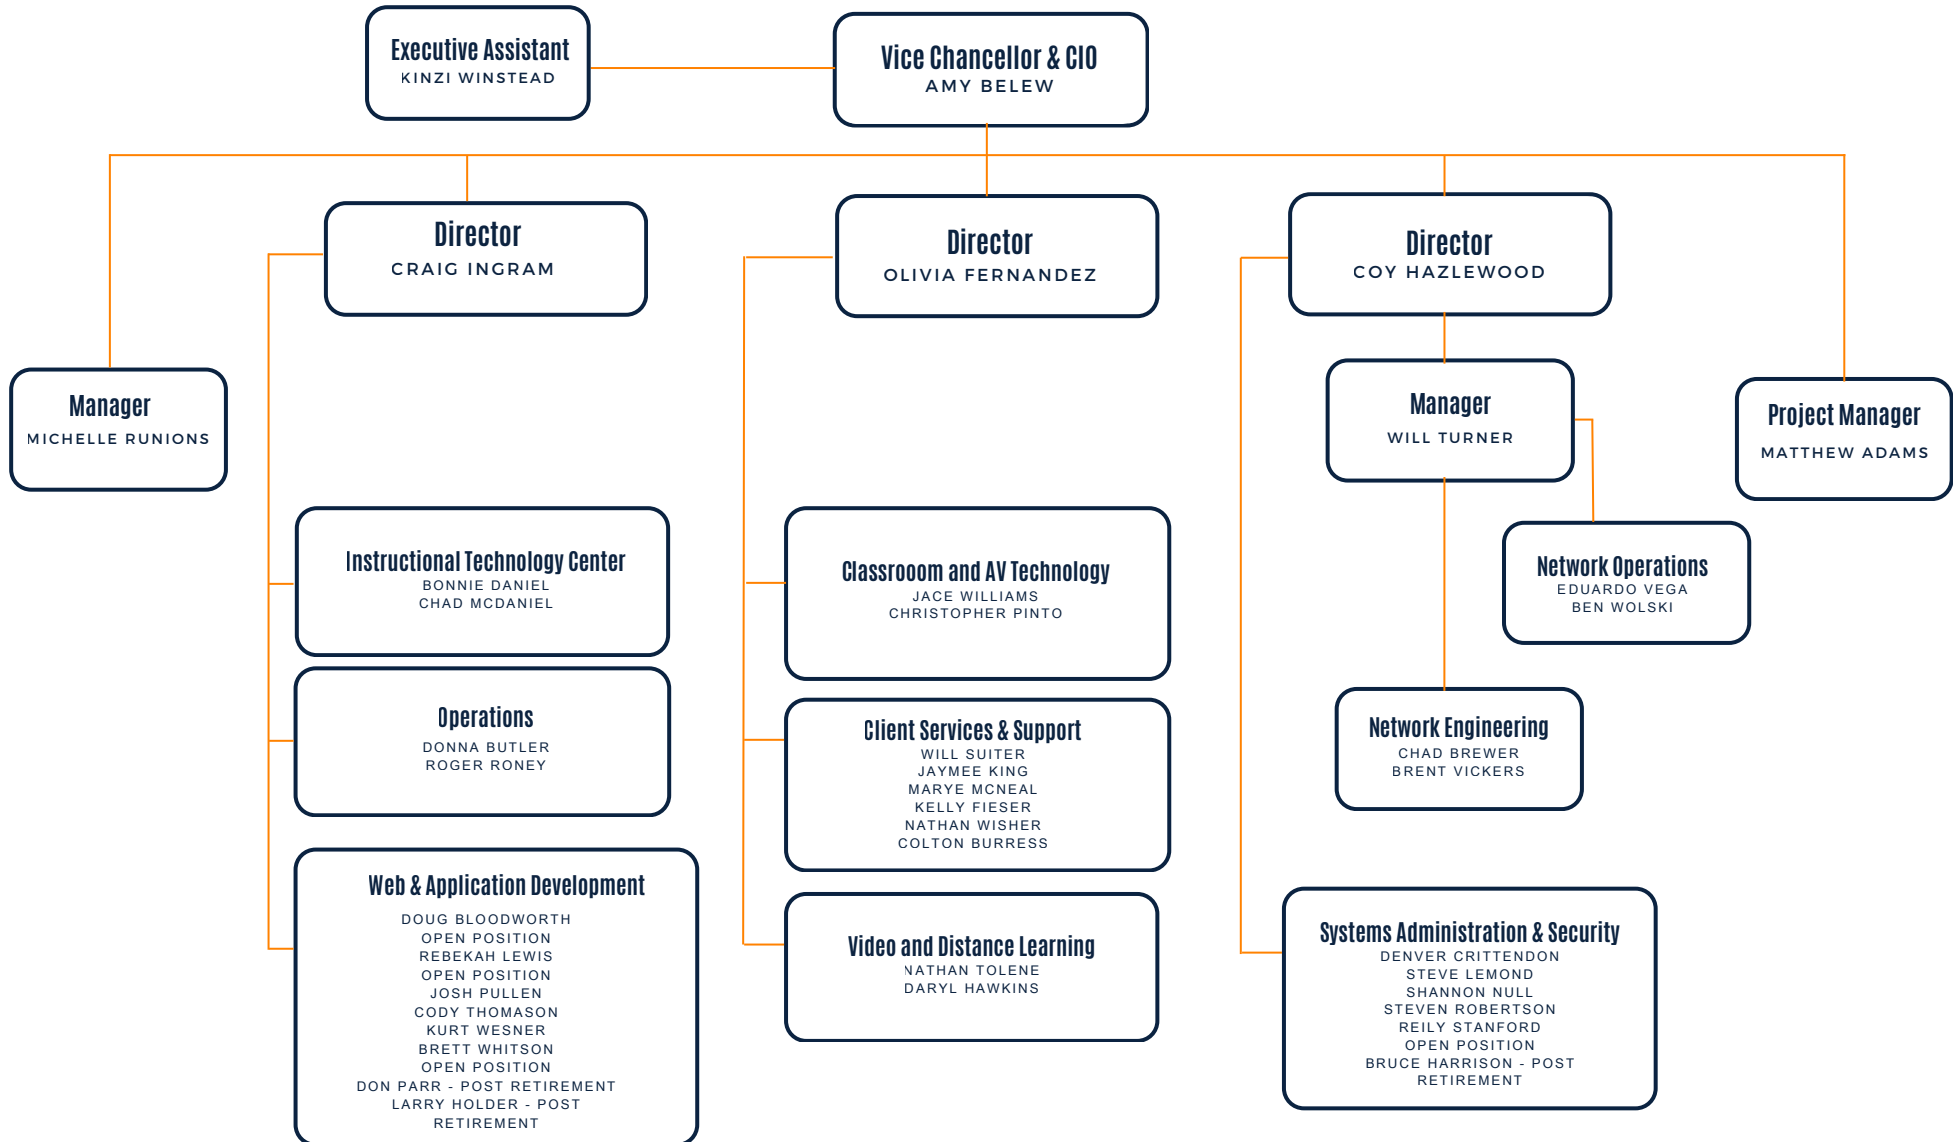 Executive Assistant
KINZI WINSTEAD
Vice Chancellor & CIO
AMY BELEW
Director
CRAIG INGRAM
Director
OLIVIA FERNANDEZ
Director
COY HAZLEWOOD
Manager
MICHELLE RUNIONS
Manager
WILL TURNER
Project Manager
MATTHEW ADAMS
Instructional Technology Center
BONNIE DANIEL
CHAD MCDANIEL
Classrooom and AV Technology
JACE WILLIAMS
CHRISTOPHER PINTO
Network Operations
EDUARDO VEGA
BEN WOLSKI
Operations
DONNA BUTLER
ROGER RONEY
Client Services & Support
WILL SUITER
JAYMEE KING
MARYE MCNEAL
KELLY FIESER
NATHAN WISHER
COLTON BURRESS
Network Engineering
CHAD BREWER
BRENT VICKERS
Web & Application Development
DOUG BLOODWORTH
OPEN POSITION
REBEKAH LEWIS
OPEN POSITION
JOSH PULLEN
CODY THOMASON
KURT WESNER
BRETT WHITSON
OPEN POSITION
DON PARR - POST RETIREMENT
LARRY HOLDER - POST
RETIREMENT
Video and Distance Learning
NATHAN TOLENE
DARYL HAWKINS
Systems Administration & Security
DENVER CRITTENDON
STEVE LEMOND
SHANNON NULL
STEVEN ROBERTSON
REILY STANFORD
OPEN POSITION
BRUCE HARRISON - POST
RETIREMENT